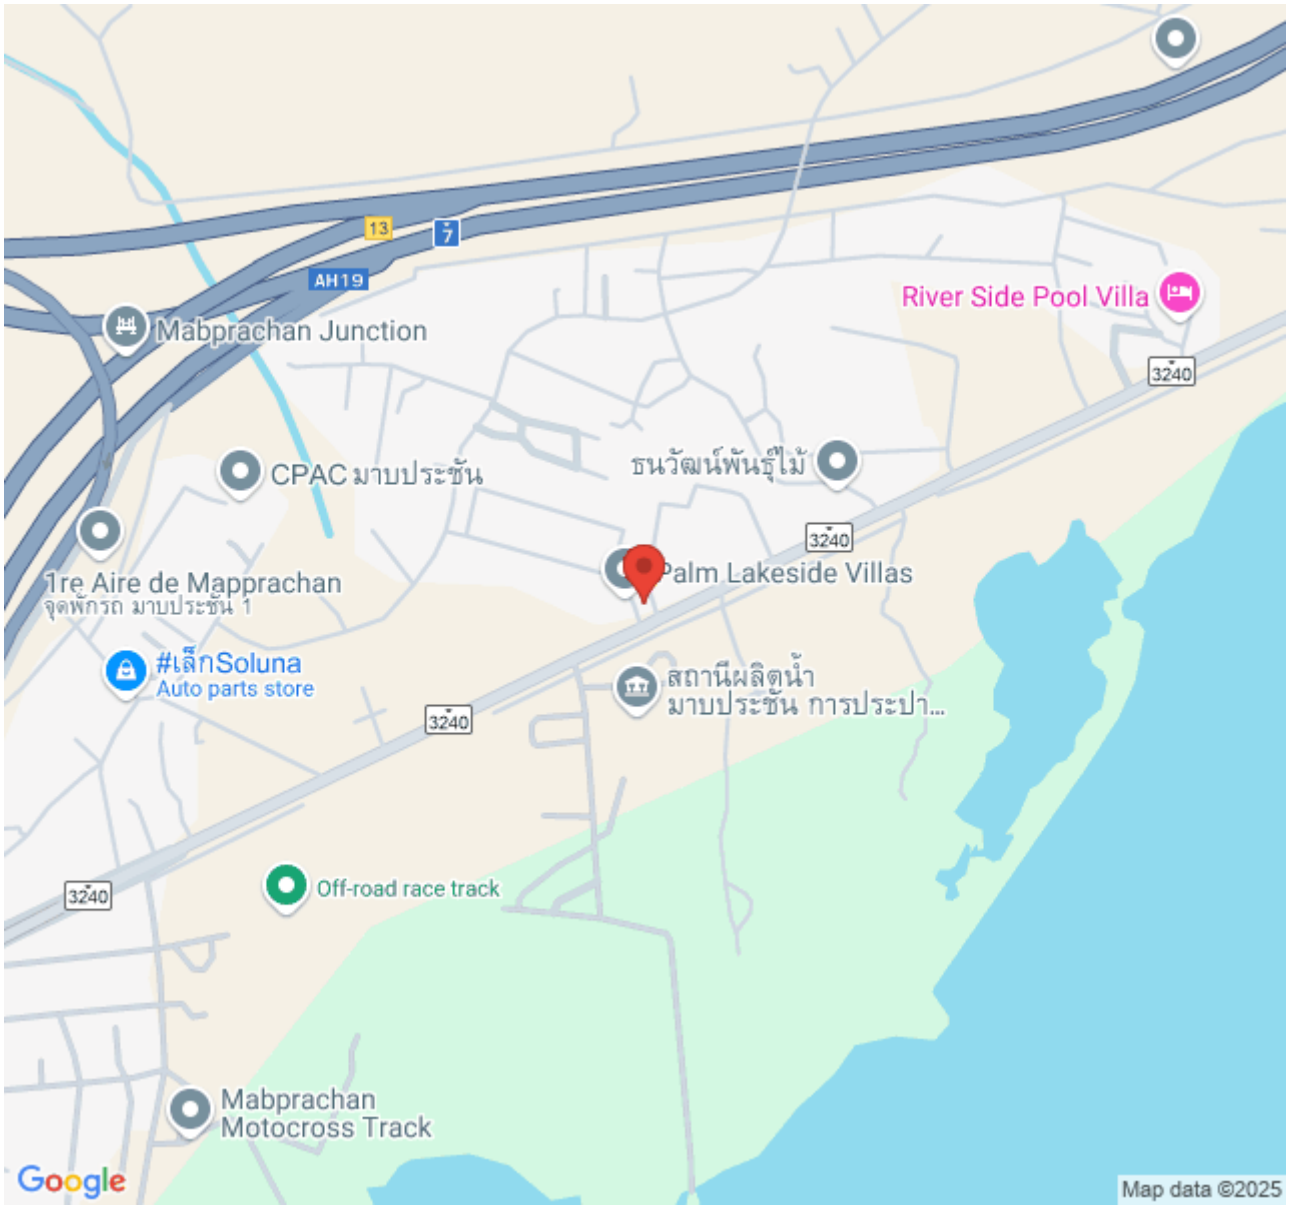 13
7
AH19
River Side Pool Villa
Mabprachan Junction
3240
ธนวัฒน์พันธุ์ไม้
CPAC มาบประชัน
3240
Palm Lakeside Villas
1re Aire de Mapprachan
จุดพักรถ มาบประชัน 1
#เล็กSoluna
Auto parts store
สถานีผลิตน้ำ
มาบประชัน การประปา...
3240
Off-road race track
3240
Mabprachan
Motocross Track
Google
Map data ©2025